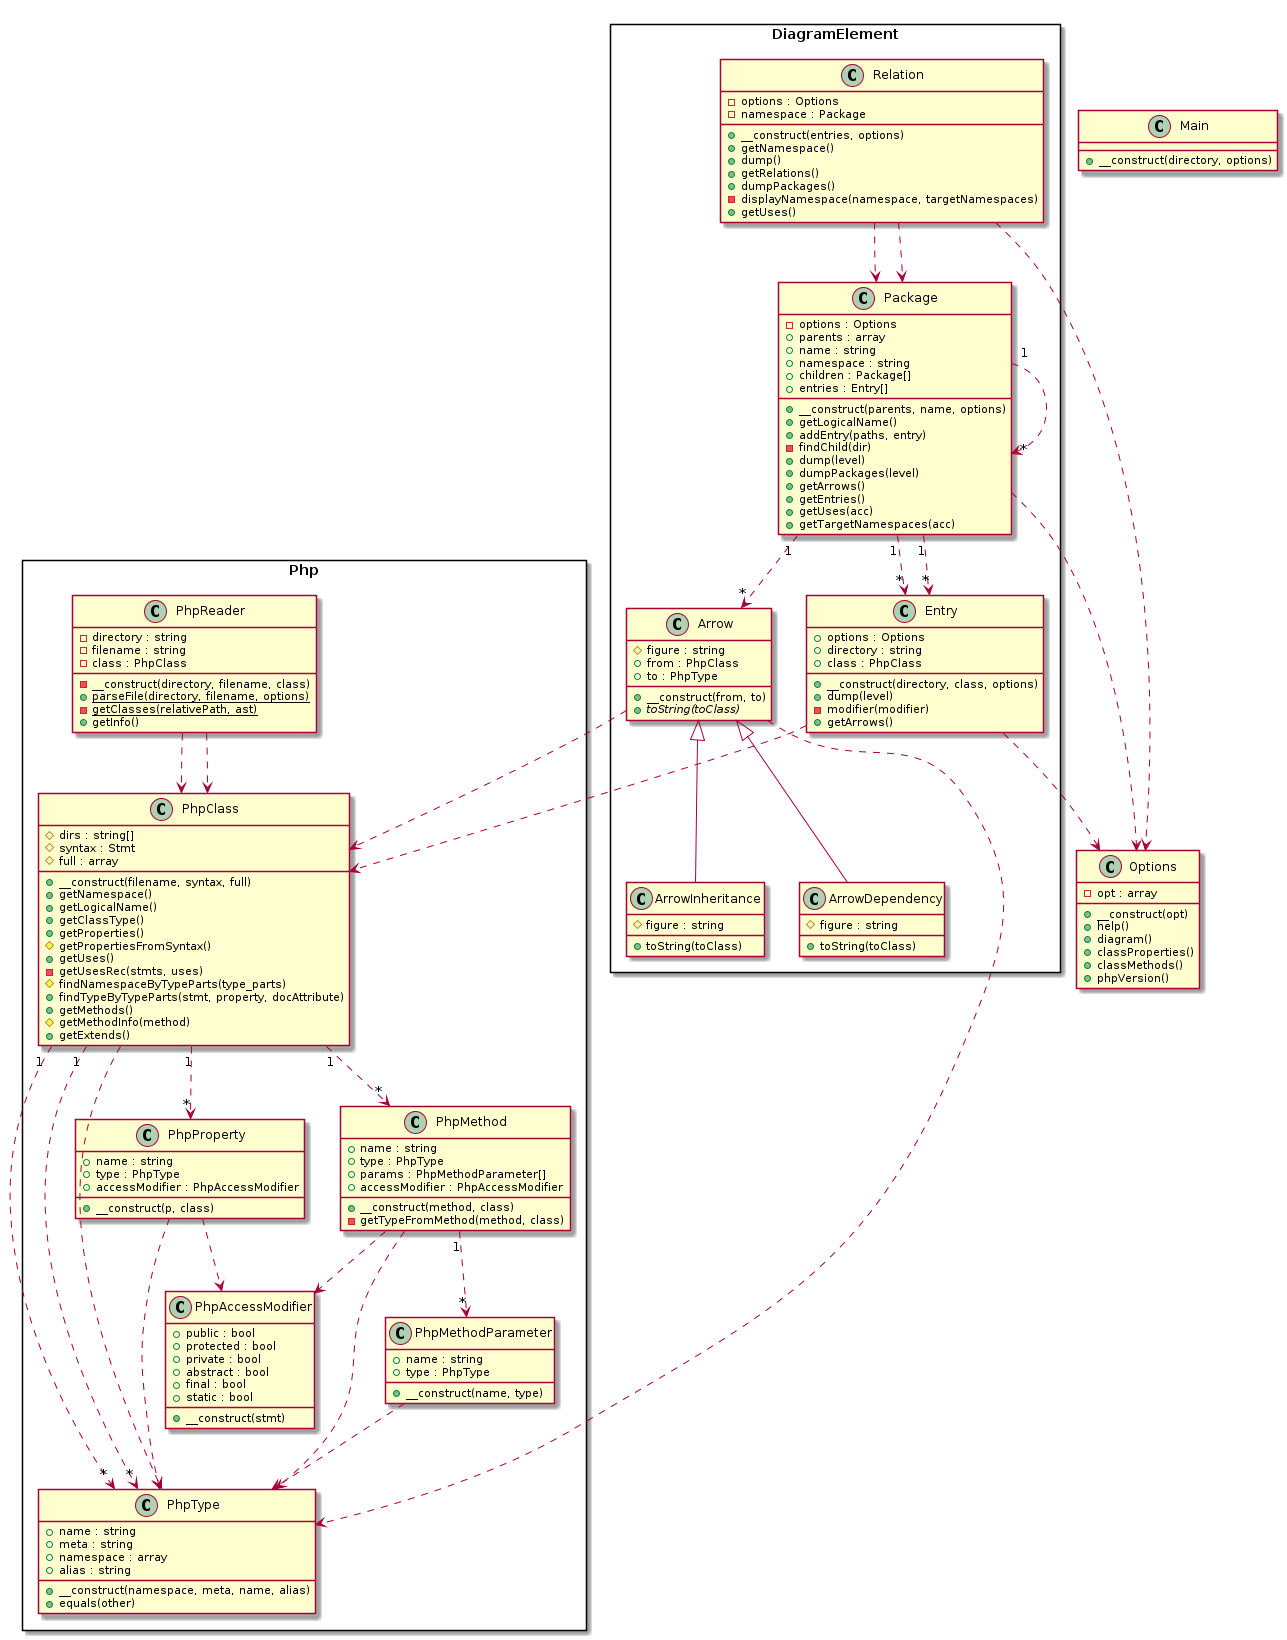 DiagramElement
C Relation
options : Options
namespace : Package
__construct(entries, options)
getNamespace()
dump()
getRelations()
dumpPackages()
displayNamespace(namespace, targetNamespaces)
getUses()
C Main
__construct(directory, options)
C Package
options : Options
parents : array
name : string
namespace : string
children : Package[]
entries : Entry[]
__construct(parents, name, options)
getLogicalName()
addEntry(paths, entry)
findChild(dir)
dump(level)
dumpPackages(level)
getArrows()
getEntries()
getUses(acc)
getTargetNamespaces(acc)
1
*
1
1
1
*
*
*
Php
C PhpReader
directory : string
filename : string
class : PhpClass
__construct(directory, filename, class)
parseFile(directory, filename, options)
getClasses(relativePath, ast)
getInfo()
C Arrow
figure : string
from : PhpClass
to : PhpType
__construct(from, to)
toString(toClass)
C Entry
options : Options
directory : string
class : PhpClass
__construct(directory, class, options)
dump(level)
modifier(modifier)
getArrows()
C PhpClass
dirs : string[]
syntax : Stmt
full : array
__construct(filename, syntax, full)
getNamespace()
getLogicalName()
getClassType()
getProperties()
getPropertiesFromSyntax()
getUses()
getUsesRec(stmts, uses)
findNamespaceByTypeParts(type_parts)
findTypeByTypeParts(stmt, property, docAttribute)
getMethods()
getMethodInfo(method)
getExtends()
C ArrowInheritance
figure : string
toString(toClass)
C ArrowDependency
figure : string
toString(toClass)
C Options
opt : array
__construct(opt)
help()
diagram()
classProperties()
classMethods()
phpVersion()
1
1
1
1
*
*
C PhpProperty
name : string
type : PhpType
accessModifier : PhpAccessModifier
__construct(p, class)
C PhpMethod
name : string
type : PhpType
params : PhpMethodParameter[]
accessModifier : PhpAccessModifier
__construct(method, class)
getTypeFromMethod(method, class)
1
*
C PhpAccessModifier
public : bool
protected : bool
private : bool
abstract : bool
final : bool
static : bool
__construct(stmt)
C PhpMethodParameter
name : string
type : PhpType
__construct(name, type)
*
*
C PhpType
name : string
meta : string
namespace : array
alias : string
__construct(namespace, meta, name, alias)
equals(other)